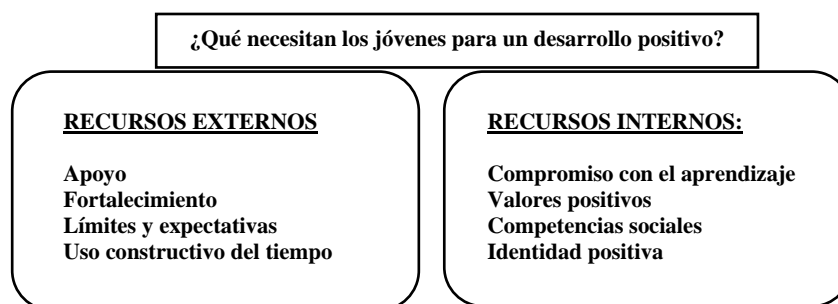 ¿Qué necesitan los jóvenes para un desarrollo positivo?
RECURSOS EXTERNOS
Apoyo
Fortalecimiento
Límites y expectativas
Uso constructivo del tiempo
RECURSOS INTERNOS:
Compromiso con el aprendizaje
Valores positivos
Competencias sociales
Identidad positiva